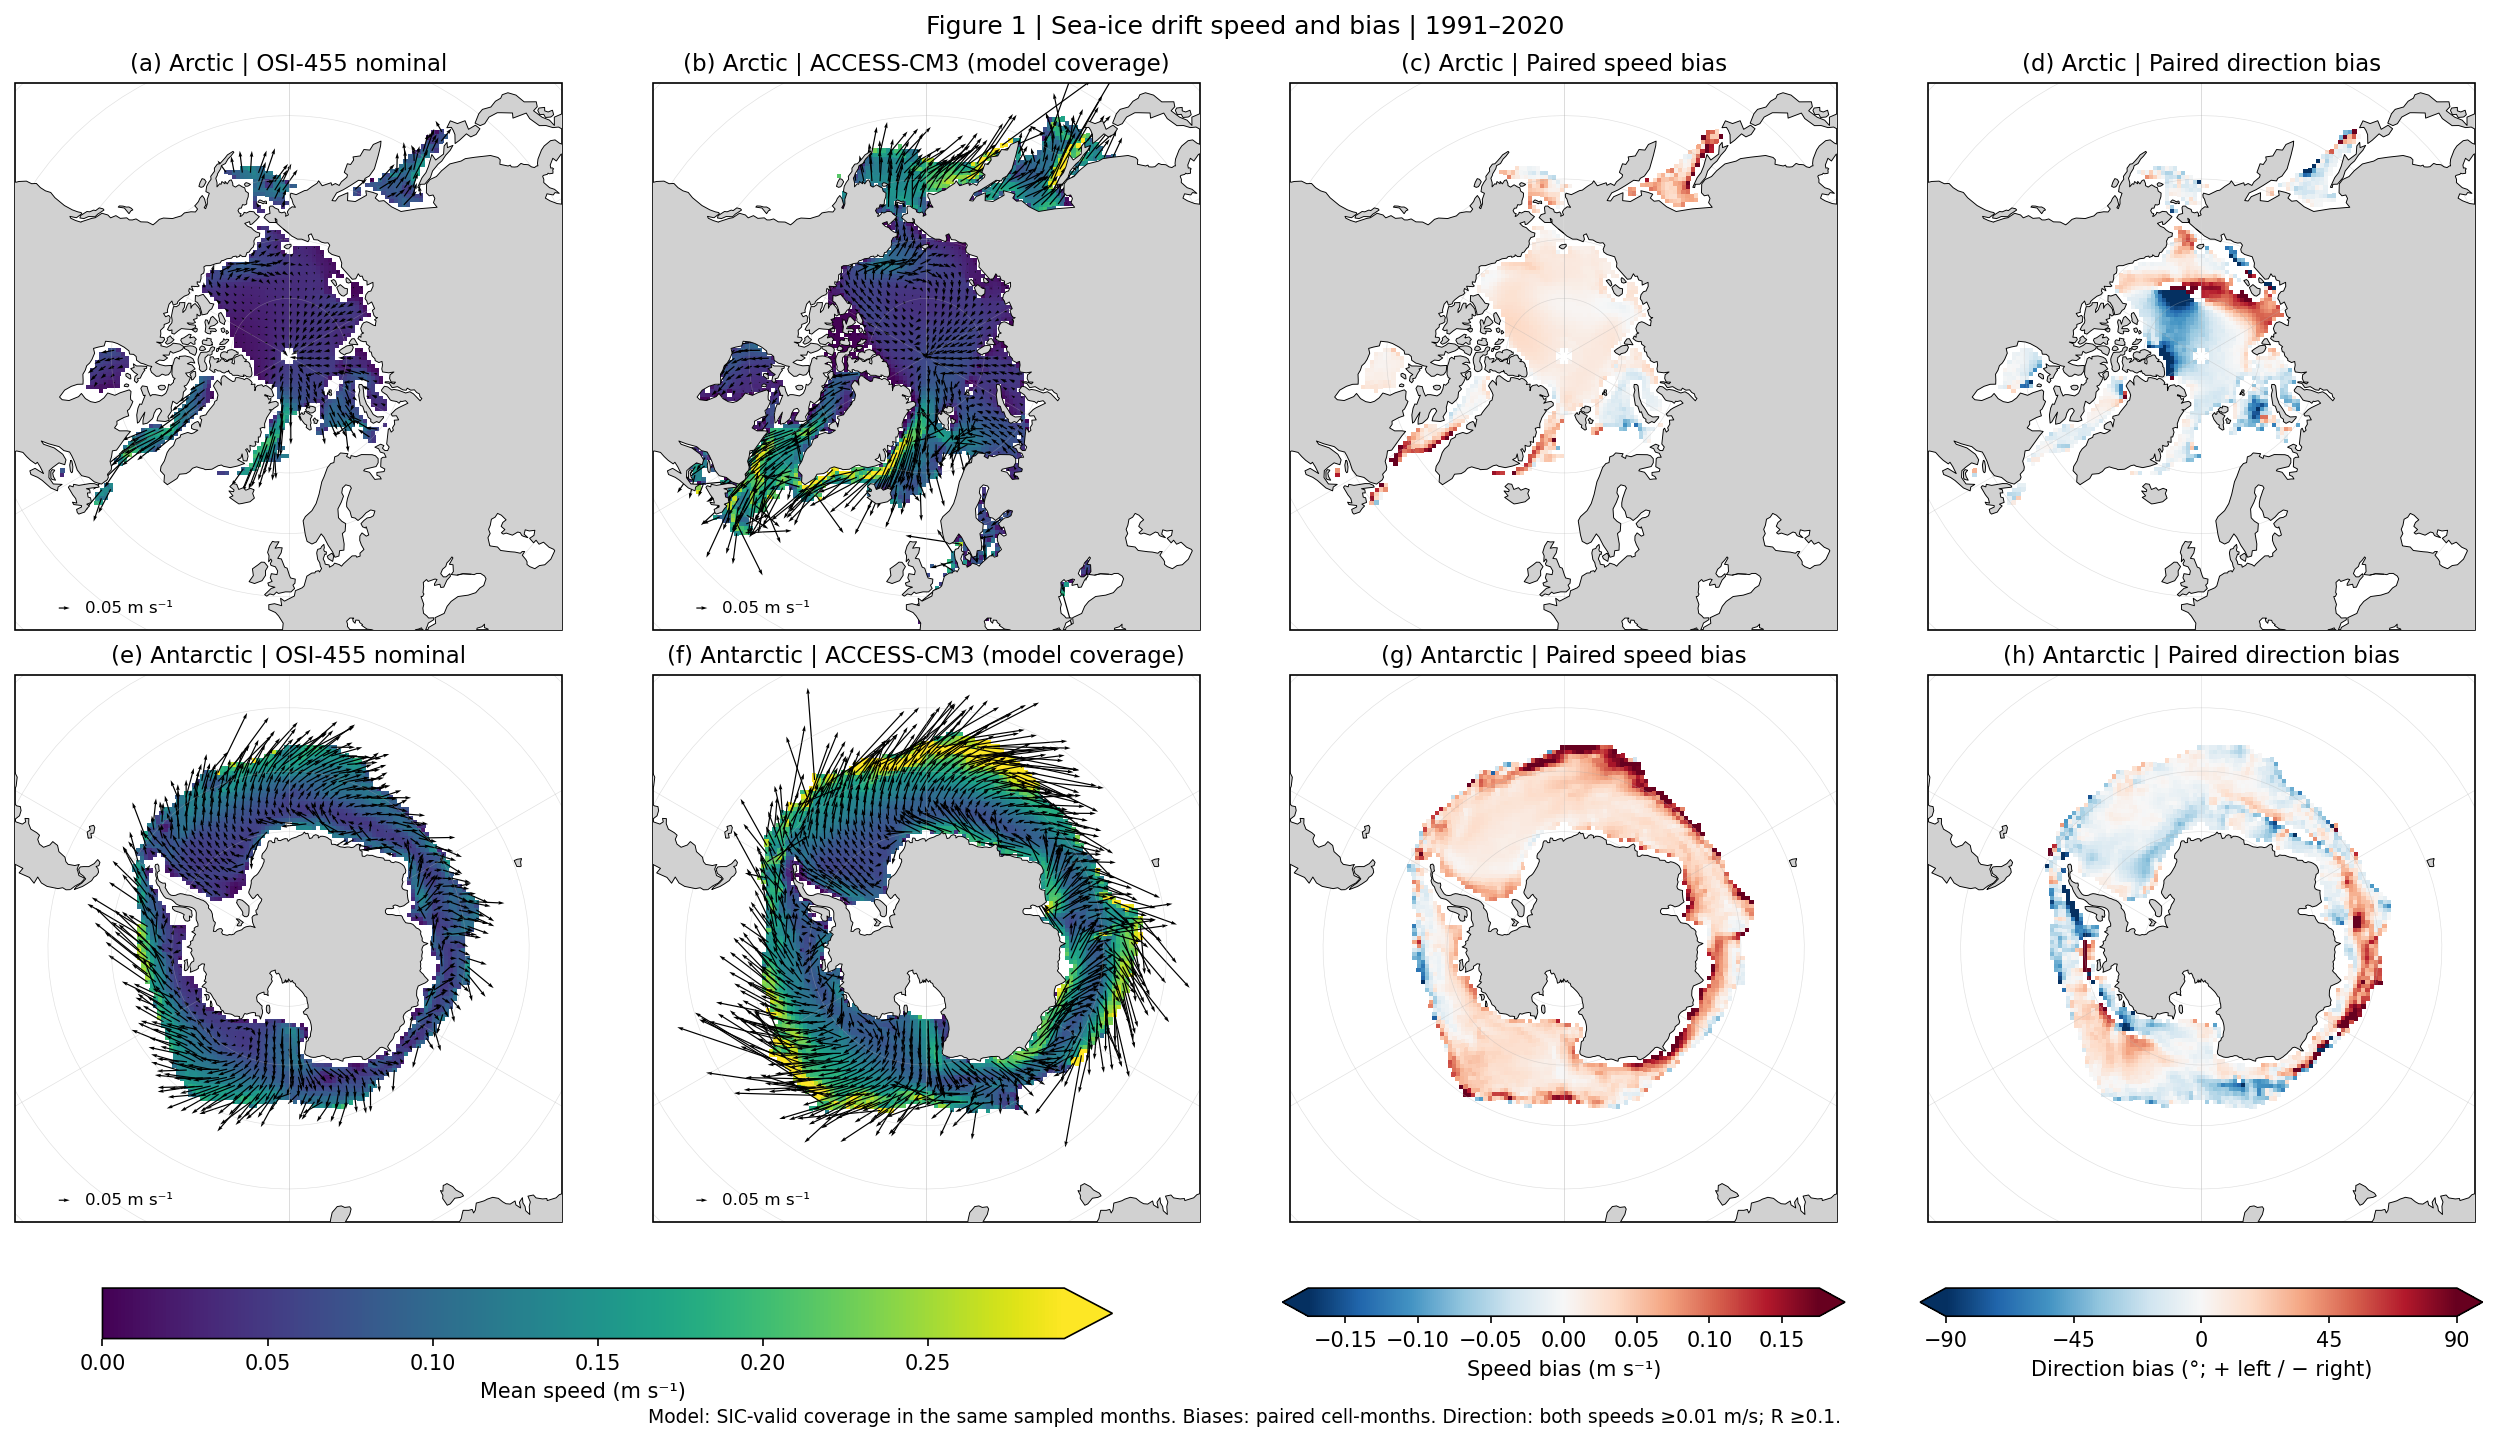 Figure 1 | Sea-ice drift speed and bias | 1991–2020
(a) Arctic | OSI-455 nominal
(b) Arctic | ACCESS-CM3 (model coverage)
(c) Arctic | Paired speed bias
(d) Arctic | Paired direction bias
0.05 m s⁻¹
0.05 m s⁻¹
(e) Antarctic | OSI-455 nominal
(f) Antarctic | ACCESS-CM3 (model coverage)
(g) Antarctic | Paired speed bias
(h) Antarctic | Paired direction bias
0.05 m s⁻¹
0.05 m s⁻¹
0.00 0.05 0.10 0.15 0.20 0.25
Mean speed (m s⁻¹)
−0.15 −0.10 −0.05 0.00 0.05 0.10 0.15
Speed bias (m s⁻¹)
−90 −45 0 45 90
Direction bias (°; + left / − right)
Model: SIC-valid coverage in the same sampled months. Biases: paired cell-months. Direction: both speeds ≥0.01 m/s; R ≥0.1.